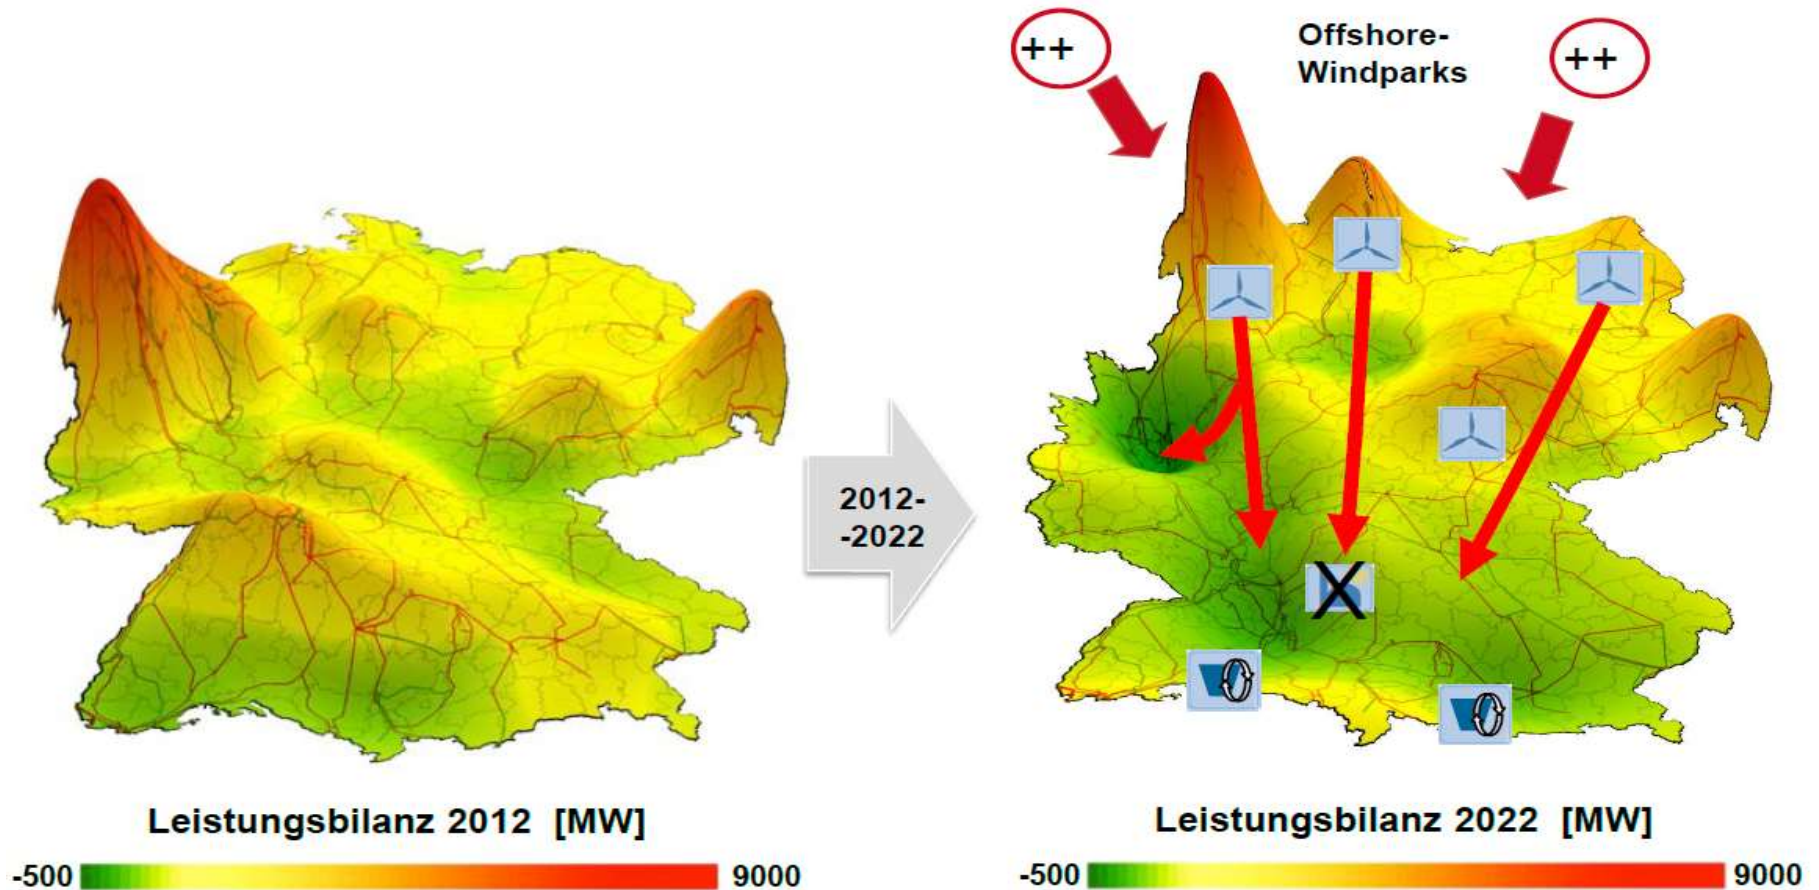 ++
Offshore-
Windparks
++
2012-
-2022
X
Leistungsbilanz 2012 [MW]
-500
9000
Leistungsbilanz 2022 [MW]
-500
9000